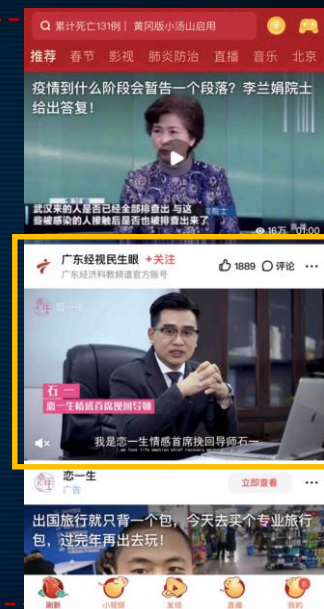 累计死亡131例 | 黄冈版小汤山启用
推荐 春节 影视 肺炎防治 直播 音乐 北京
疫情到什么阶段会暂告一个段落？李兰娟院士
给出答复！
武汉来的人是否已经全部排查出 与这
些被感染的人接触后是否也被排查出来了
院士
16万 01:00
广东经视民生眼 +关注
1889 评论
广东经济科教频道官方账号
恋一生
石一
恋一生情感首席挽回导师
我是恋一生情感首席挽回导师石一
恋一生
广告
立即查看
出国旅行就只背一个包，今天去买个专业旅行
包，过完年再出去玩！
刷新 小视频 发现 直播 我的
6